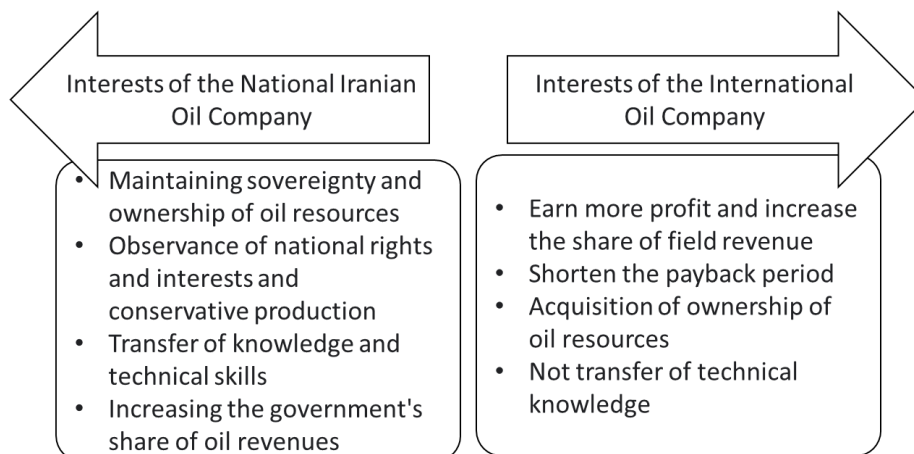 Interests of the National Iranian
Oil Company
• Maintaining sovereignty and
ownership of oil resources
• Observance of national rights
and interests and
conservative production
• Transfer of knowledge and
technical skills
• Increasing the government's
share of oil revenues
Interests of the International
Oil Company
• Earn more profit and increase
the share of field revenue
• Shorten the payback period
• Acquisition of ownership of
oil resources
• Not transfer of technical
knowledge